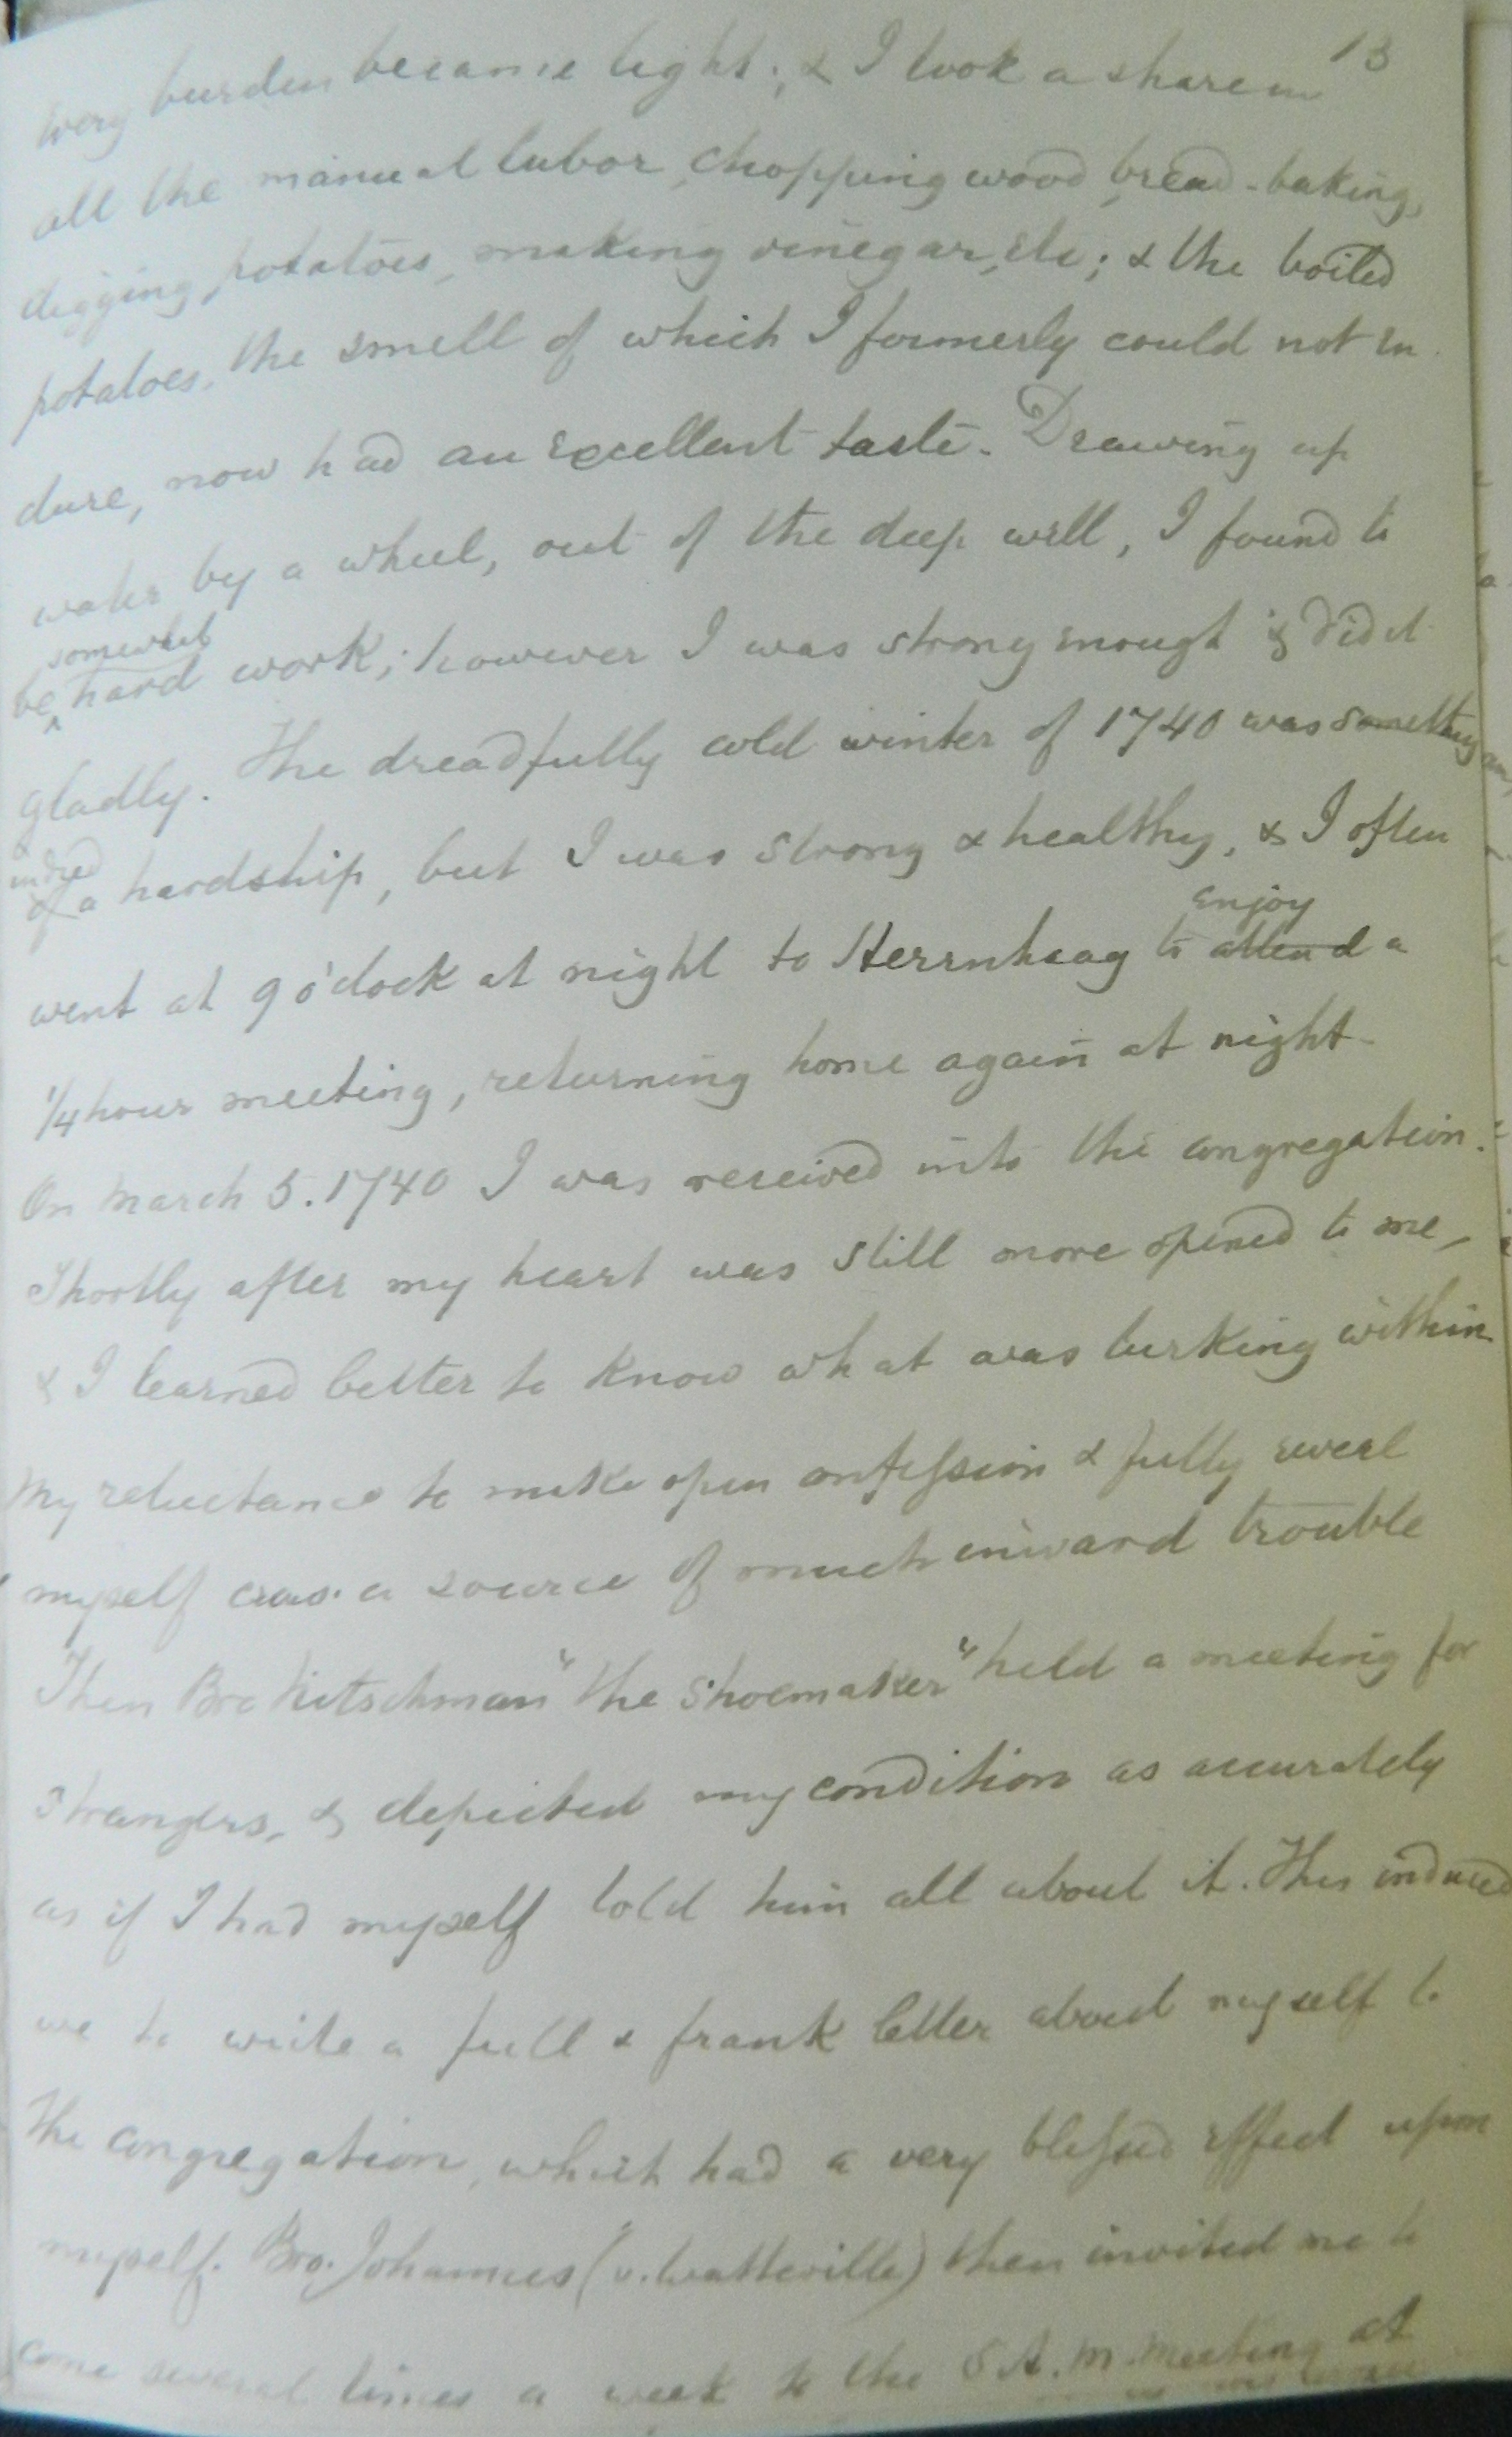 13
every burden became light; & I took a share in
all the manual labor, chopping wood, bread-baking,
digging potatoes, making vinegar, etc; & the boiled
potatoes, the smell of which I formerly could not en
dure, now had an excellent taste. Drawing up
water by a wheel, out of the deep well, I found to
somewhat
be ^ hard work; however I was strong enough & did it
gladly. The dreadfully cold winter of 1740 was something
indeed
of a hardship, but I was strong & healthy, & I often
enjoy
went at 9 o'clock at night to Herrnhaag to attend a
1/4 hour meeting, returning home again at night.
On March 5. 1740 I was received into the congregation.
Shortly after my heart was still more opened to me,
& I learned better to know what was lurking within
My reluctance to make open confession & fully reveal
myself was a source of much inward trouble
Then Bro Nitschman "the Shoemaker" held a meeting for
strangers, & depicted my condition as accurately
as if I had myself told him all about it. This induced
me to write a full & frank letter about myself to
the congregation, which had a very blessed effect upon
myself. Bro. Johannes (v. Watteville) then invited me to
come several times a week to the 5 A.M. meeting at